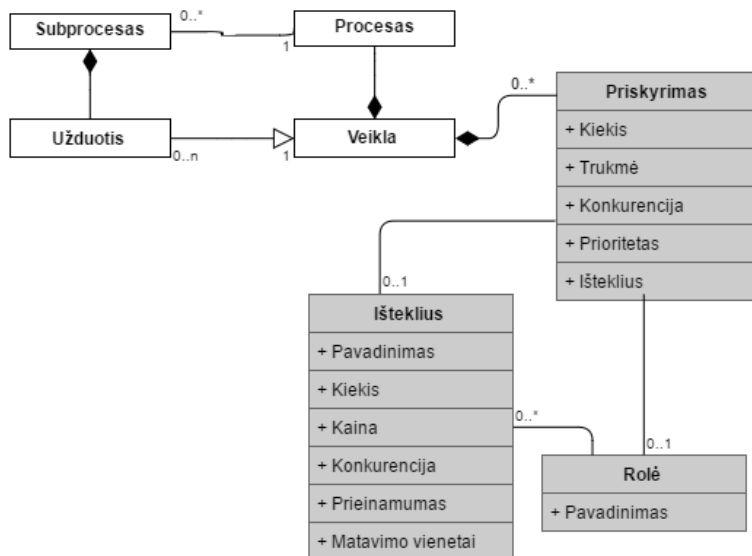 Subprocesas
0..*
1
Procesas
Užduotis
0..n
1
Veikla
0..*
Priskyrimas
+ Kiekis
+ Trukmė
+ Konkurencija
+ Prioritetas
+ Išteklius
0..1
Išteklius
+ Pavadinimas
+ Kiekis
+ Kaina
+ Konkurencija
+ Prieinamumas
+ Matavimo vienetai
0..*
0..1
Rolė
+ Pavadinimas